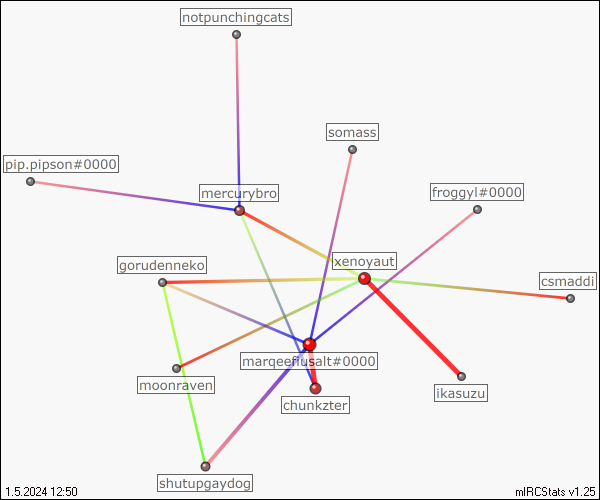 notpunchingcats
somass
pip.pipson#0000
mercurybro
froggyl#0000
gorudenneko
xenoyaut
csmaddi
margeeflusalt#0000
moonraven
ikasuzu
chunkzter
shutupgaydog
1.5.2024 12:50
mIRCStats v1.25